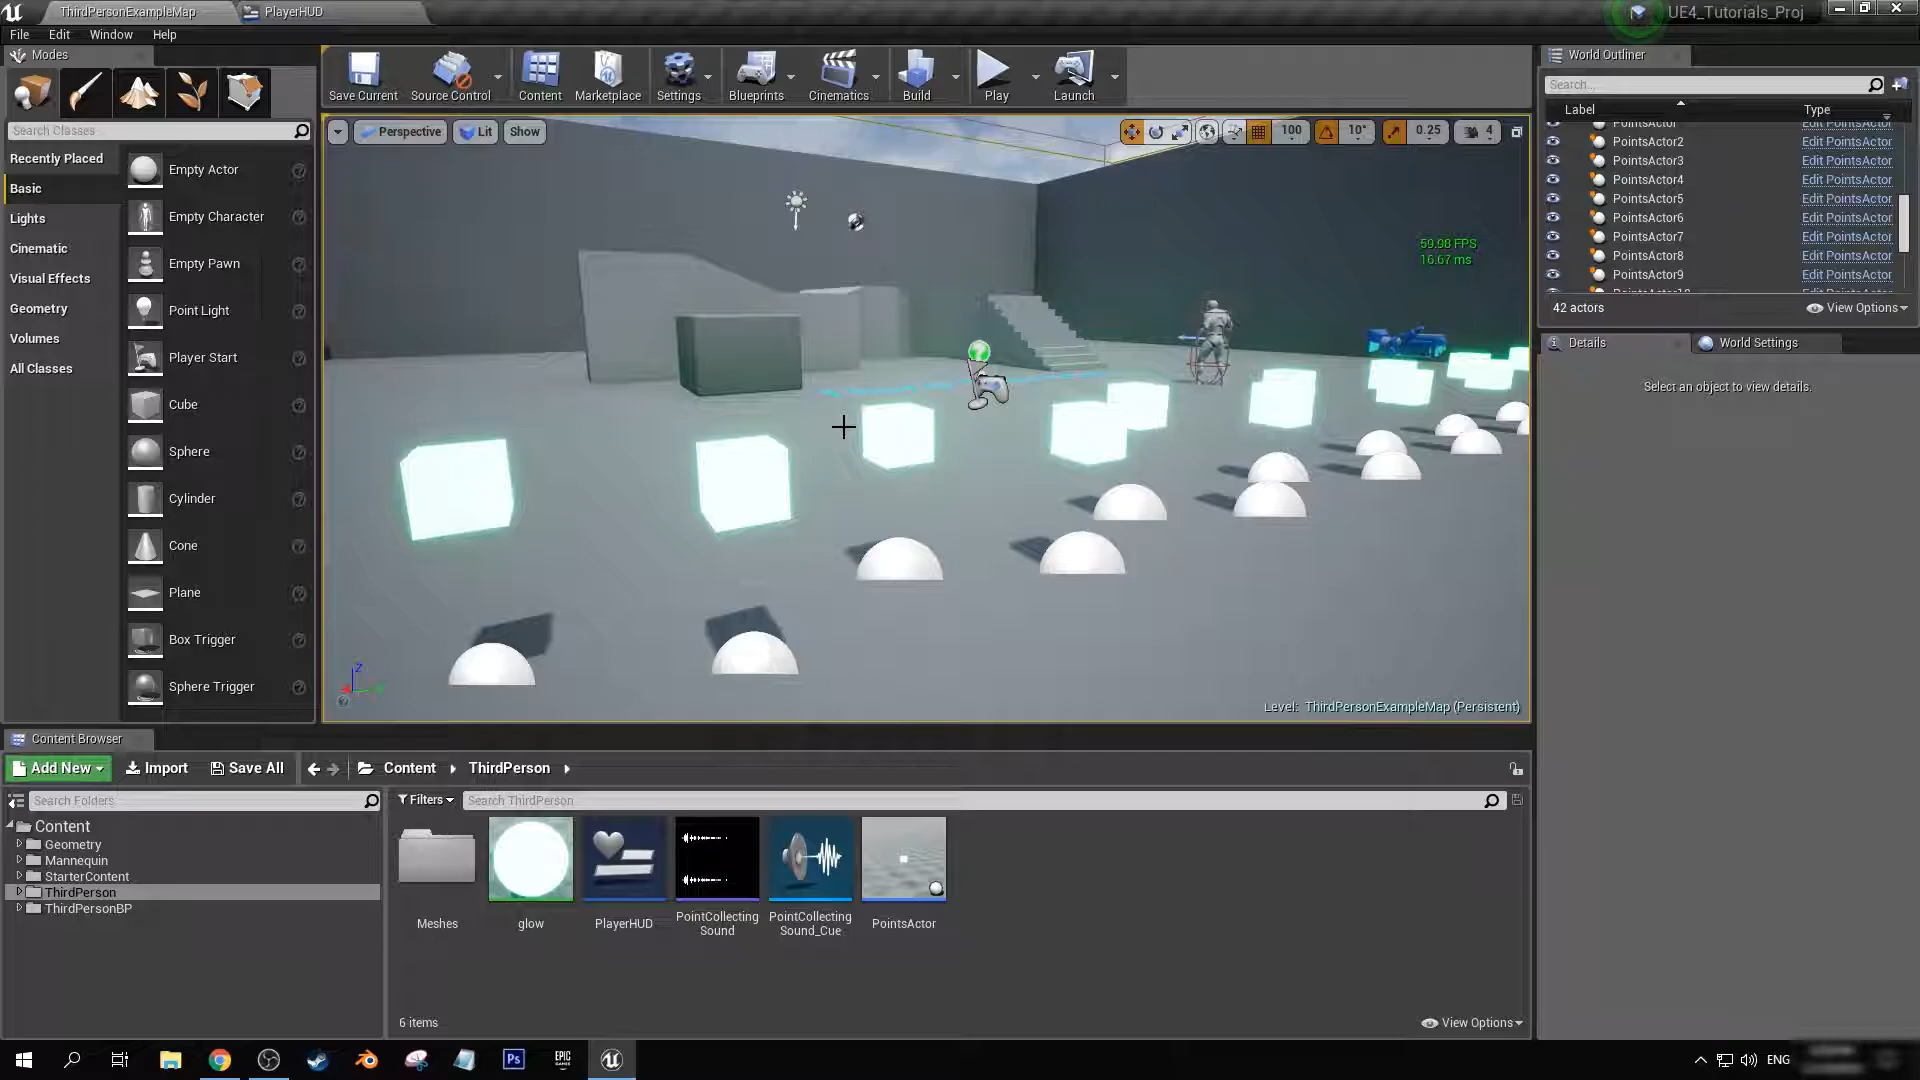 ThirdPersonExampleMap
PlayerHUD
UE4_Tutorials_Proj
File Edit Window Help
Modes
Save Current
Source Control
Content
Marketplace
Settings
Blueprints
Cinematics
Build
Play
Launch
World Outliner
Search...
Label Type
PointsActor Edit PointsActor
PointsActor2 Edit PointsActor
PointsActor3 Edit PointsActor
PointsActor4 Edit PointsActor
PointsActor5 Edit PointsActor
PointsActor6 Edit PointsActor
PointsActor7 Edit PointsActor
PointsActor8 Edit PointsActor
PointsActor9 Edit PointsActor
42 actors View Options
Details
World Settings
Select an object to view details.
Search Classes
Recently Placed
Basic
Lights
Cinematic
Visual Effects
Geometry
Volumes
All Classes
Empty Actor
Empty Character
Empty Pawn
Point Light
Player Start
Cube
Sphere
Cylinder
Cone
Plane
Box Trigger
Sphere Trigger
Perspective Lit Show
100 10° 0.25 4
59.98 FPS
16.67 ms
Z
Level: ThirdPersonExampleMap (Persistent)
Content Browser
Add New Import Save All Content ThirdPerson
Search Folders
Filters Search ThirdPerson
Content
Geometry
Mannequin
StarterContent
ThirdPerson
ThirdPersonBP
Meshes
glow
PlayerHUD
PointCollecting
Sound
PointCollecting
Sound_Cue
PointsActor
6 items View Options
Ps
EPIC
GAMES
ENG